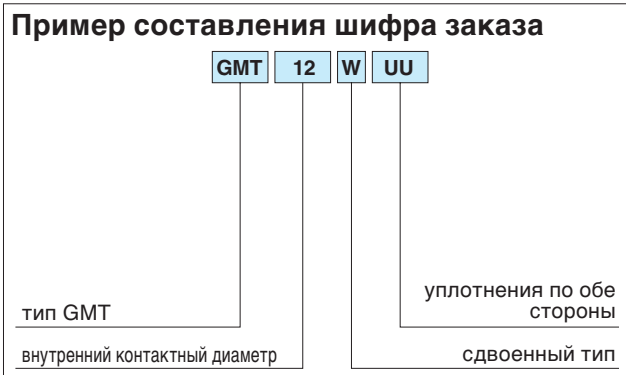 Пример составления шифра заказа
GMT 12 W UU
уплотнения по обе
стороны
тип GMT
внутренний контактный диаметр
сдвоенный тип